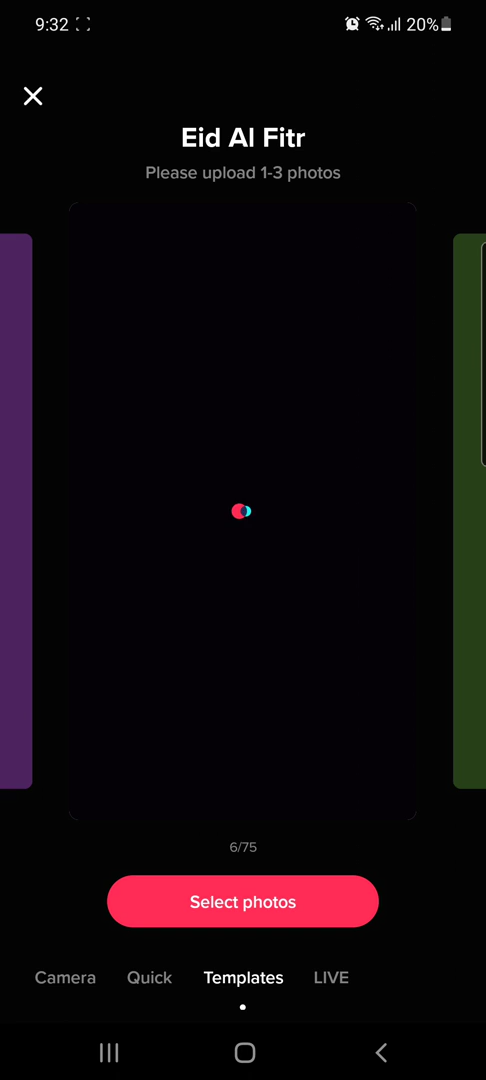 9:32 20%
Eid Al Fitr
Please upload 1-3 photos
6/75
Select photos
Camera Quick Templates LIVE